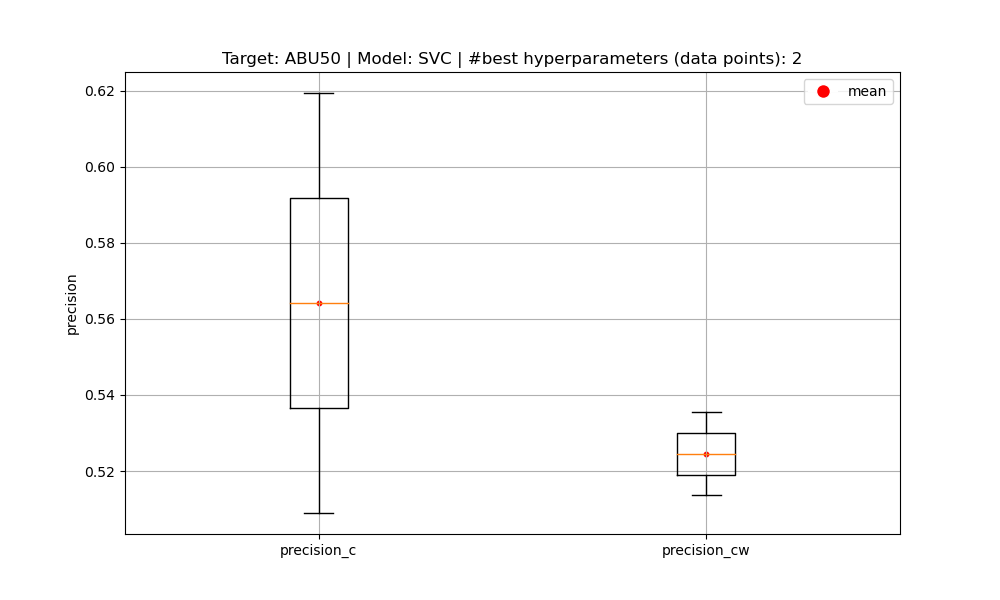 Target: ABU50 | Model: SVC | #best hyperparameters (data points): 2
mean
0.62
0.60
0.58
0.56
0.54
0.52
precision
precision_c
precision_cw